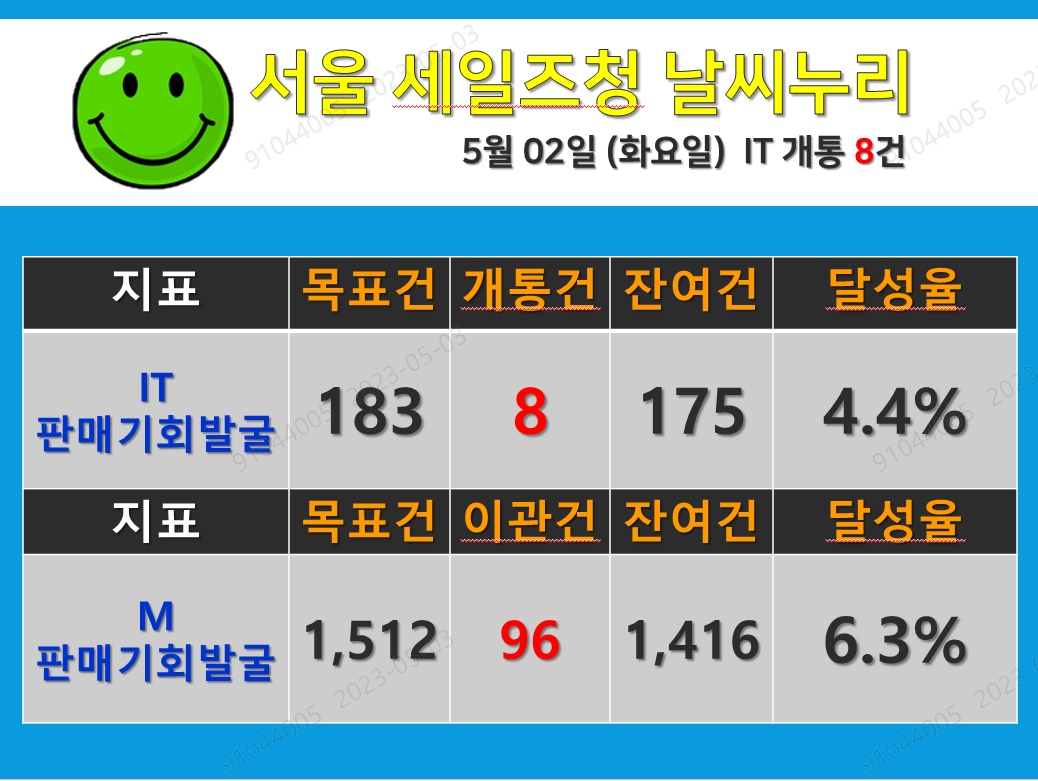 서울 세일즈청 날씨누리
5월 02일 (화요일) IT 개통 8건
지표 목표건 개통건 잔여건 달성율
IT
판매기회발굴 183 8 175 4.4%
지표 목표건 이관건 잔여건 달성율
M
판매기회발굴 1,512 96 1,416 6.3%
91044005 2023-05-03